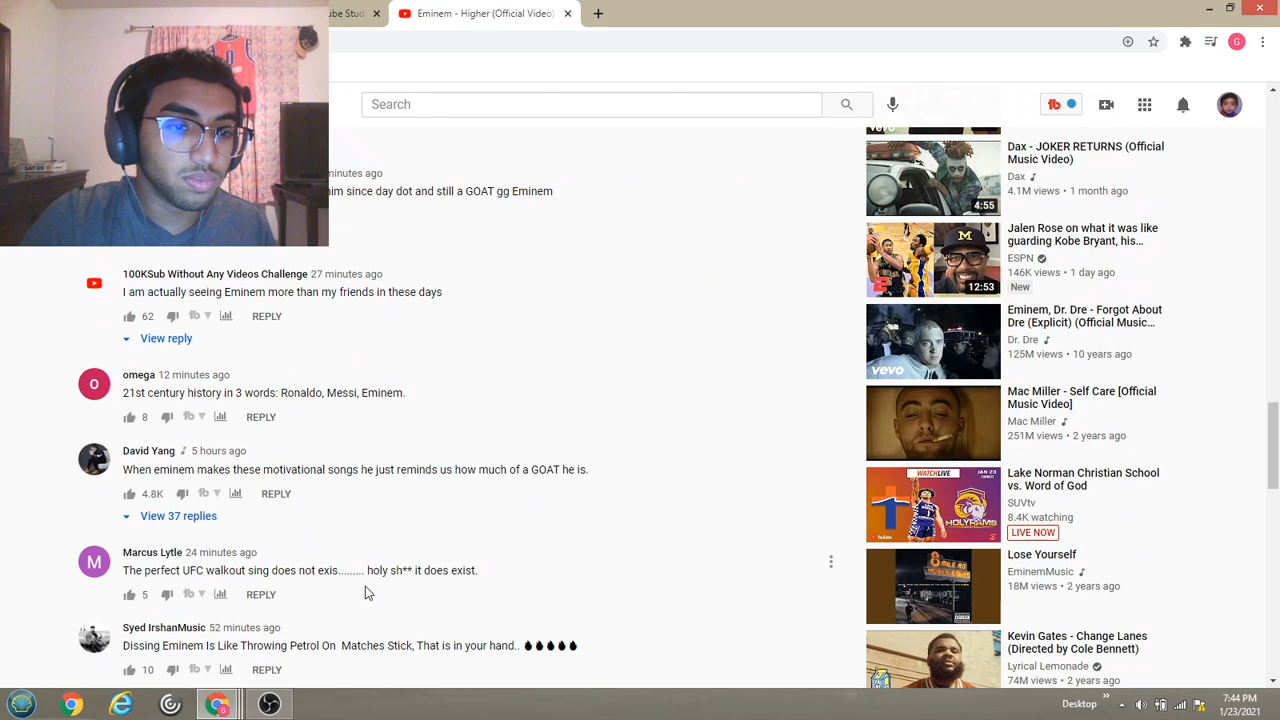 be Stud
Eminem - Higher (Official Video)
G
Search
minutes ago
im since day dot and still a GOAT gg Eminem
100KSub Without Any Videos Challenge 27 minutes ago
I am actually seeing Eminem more than my friends in these days
62 REPLY
View reply
O
omega 12 minutes ago
21st century history in 3 words: Ronaldo, Messi, Eminem.
8 REPLY
David Yang 5 hours ago
When eminem makes these motivational songs he just reminds us how much of a GOAT he is.
4.8K REPLY
View 37 replies
M
Marcus Lytle 24 minutes ago
The perfect UFC walkout sing does not exis......... holy sh** it does exist.
5 REPLY
Syed IrshanMusic 52 minutes ago
Dissing Eminem Is Like Throwing Petrol On Matches Stick, That is in your hand..
10 REPLY
vevo
Dax - JOKER RETURNS (Official
Music Video)
Dax
4.1M views • 1 month ago
4:55
Jalen Rose on what it was like
guarding Kobe Bryant, his...
ESPN
146K views • 1 day ago
New
M
E
12:53
Eminem, Dr. Dre - Forgot About
Dre (Explicit) (Official Music...
Dr. Dre
125M views • 10 years ago
vevo
Mac Miller - Self Care [Official
Music Video]
Mac Miller
251M views • 2 years ago
WATCHLIVE JAN 23
HOLYRAMS
Lake Norman Christian School
vs. Word of God
SUVtv
8.4K watching
LIVE NOW
8 MILE RD
Lose Yourself
EminemMusic
18M views • 2 years ago
Kevin Gates - Change Lanes
(Directed by Cole Bennett)
Lyrical Lemonade
74M views • 2 years ago
Desktop
7:44 PM
1/23/2021